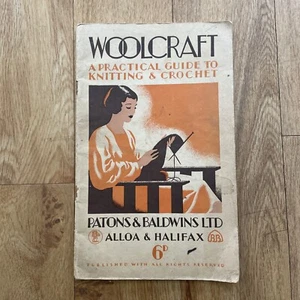 WOOLCRAFT
A PRACTICAL GUIDE TO
KNITTING & CROCHET
PATONS & BALDWINS LTD
ALLOA & HALIFAX
6D
PUBLISHED WITH ALL RIGHTS RESERVED